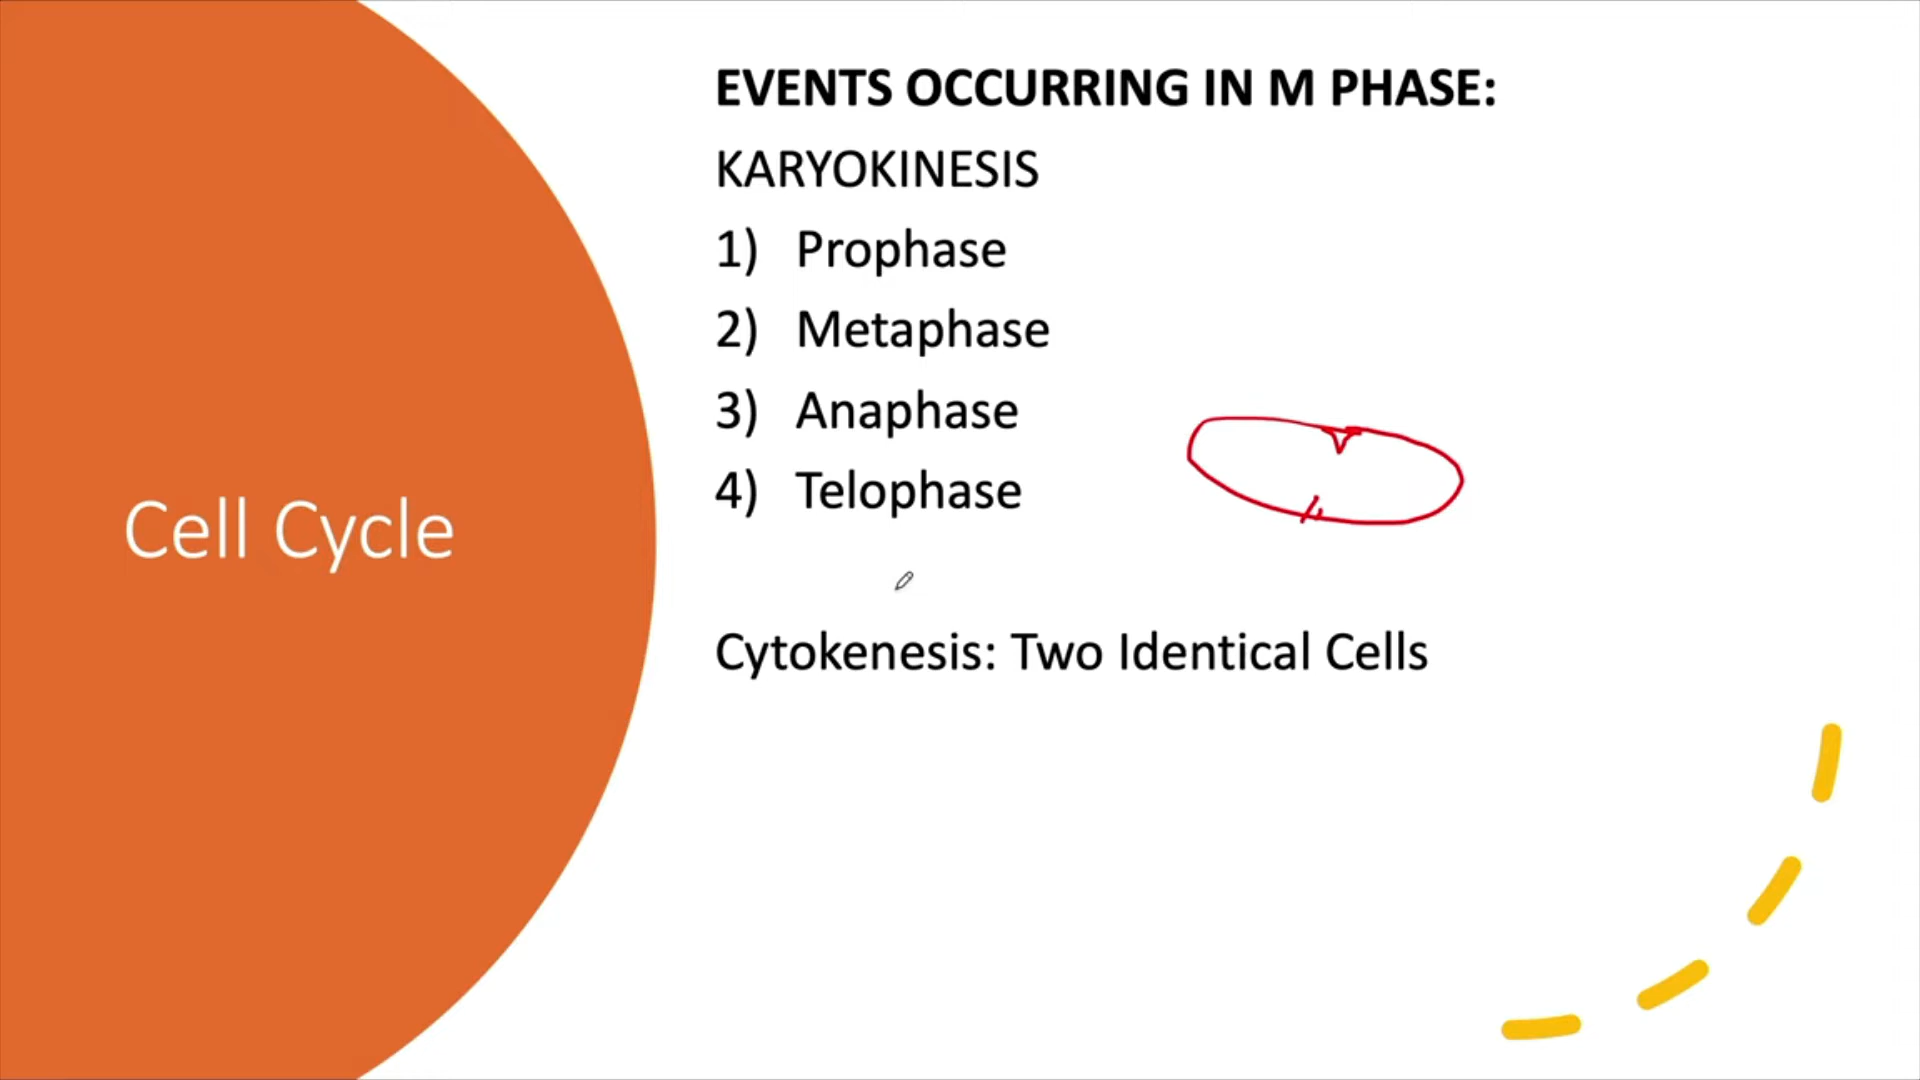 Cell Cycle
EVENTS OCCURRING IN M PHASE:
KARYOKINESIS
1) Prophase
2) Metaphase
3) Anaphase
4) Telophase
Cytokenesis: Two Identical Cells